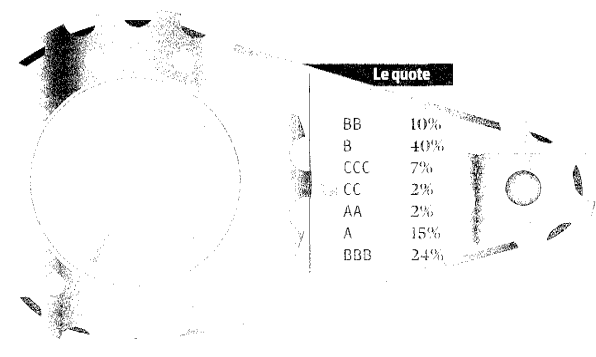 Le quote
BB 10%
B 40%
CCC 7%
CC 2%
AA 2%
A 15%
BBB 24%